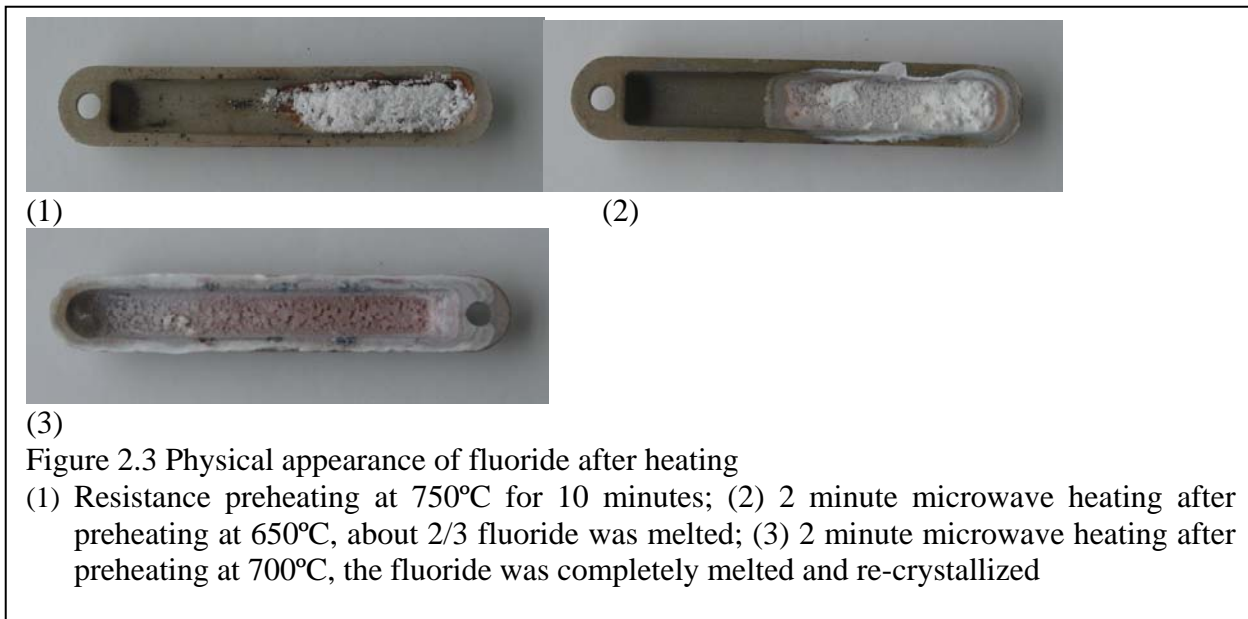 (1) (2)
(3)
Figure 2.3 Physical appearance of fluoride after heating
(1) Resistance preheating at 750ºC for 10 minutes; (2) 2 minute microwave heating after
preheating at 650ºC, about 2/3 fluoride was melted; (3) 2 minute microwave heating after
preheating at 700ºC, the fluoride was completely melted and re-crystallized